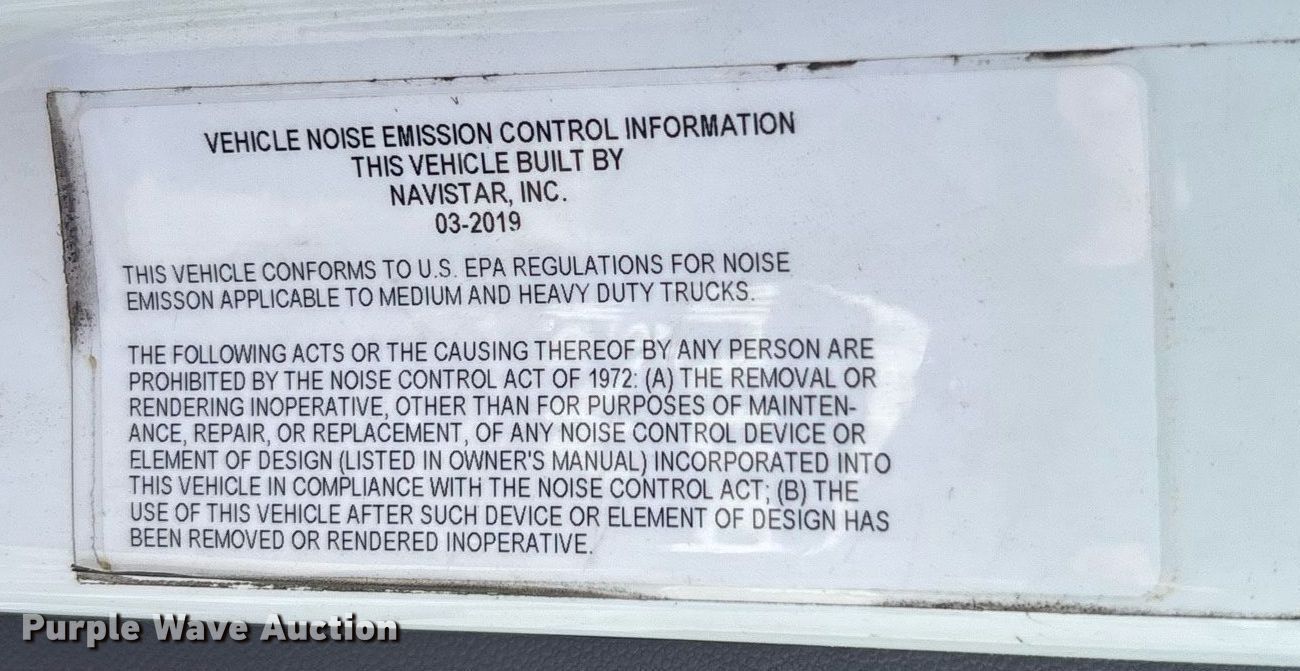 VEHICLE NOISE EMISSION CONTROL INFORMATION
THIS VEHICLE BUILT BY
NAVISTAR, INC.
03-2019
THIS VEHICLE CONFORMS TO U.S. EPA REGULATIONS FOR NOISE
EMISSON APPLICABLE TO MEDIUM AND HEAVY DUTY TRUCKS.
THE FOLLOWING ACTS OR THE CAUSING THEREOF BY ANY PERSON ARE
PROHIBITED BY THE NOISE CONTROL ACT OF 1972: (A) THE REMOVAL OR
RENDERING INOPERATIVE, OTHER THAN FOR PURPOSES OF MAINTEN-
ANCE, REPAIR, OR REPLACEMENT, OF ANY NOISE CONTROL DEVICE OR
ELEMENT OF DESIGN (LISTED IN OWNER'S MANUAL) INCORPORATED INTO
THIS VEHICLE IN COMPLIANCE WITH THE NOISE CONTROL ACT; (B) THE
USE OF THIS VEHICLE AFTER SUCH DEVICE OR ELEMENT OF DESIGN HAS
BEEN REMOVED OR RENDERED INOPERATIVE.
Purple Wave Auction